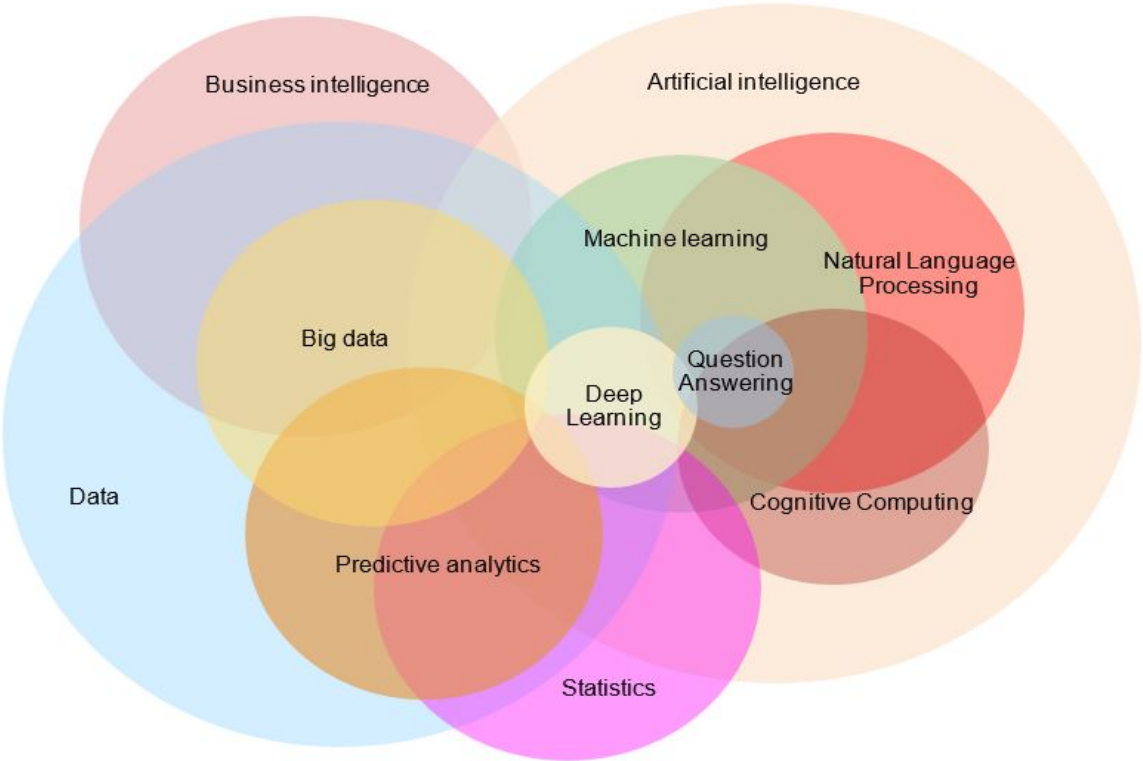 Business intelligence
Artificial intelligence
Machine learning
Natural Language
Processing
Big data
Question
Answering
Deep
Learning
Data
Cognitive Computing
Predictive analytics
Statistics